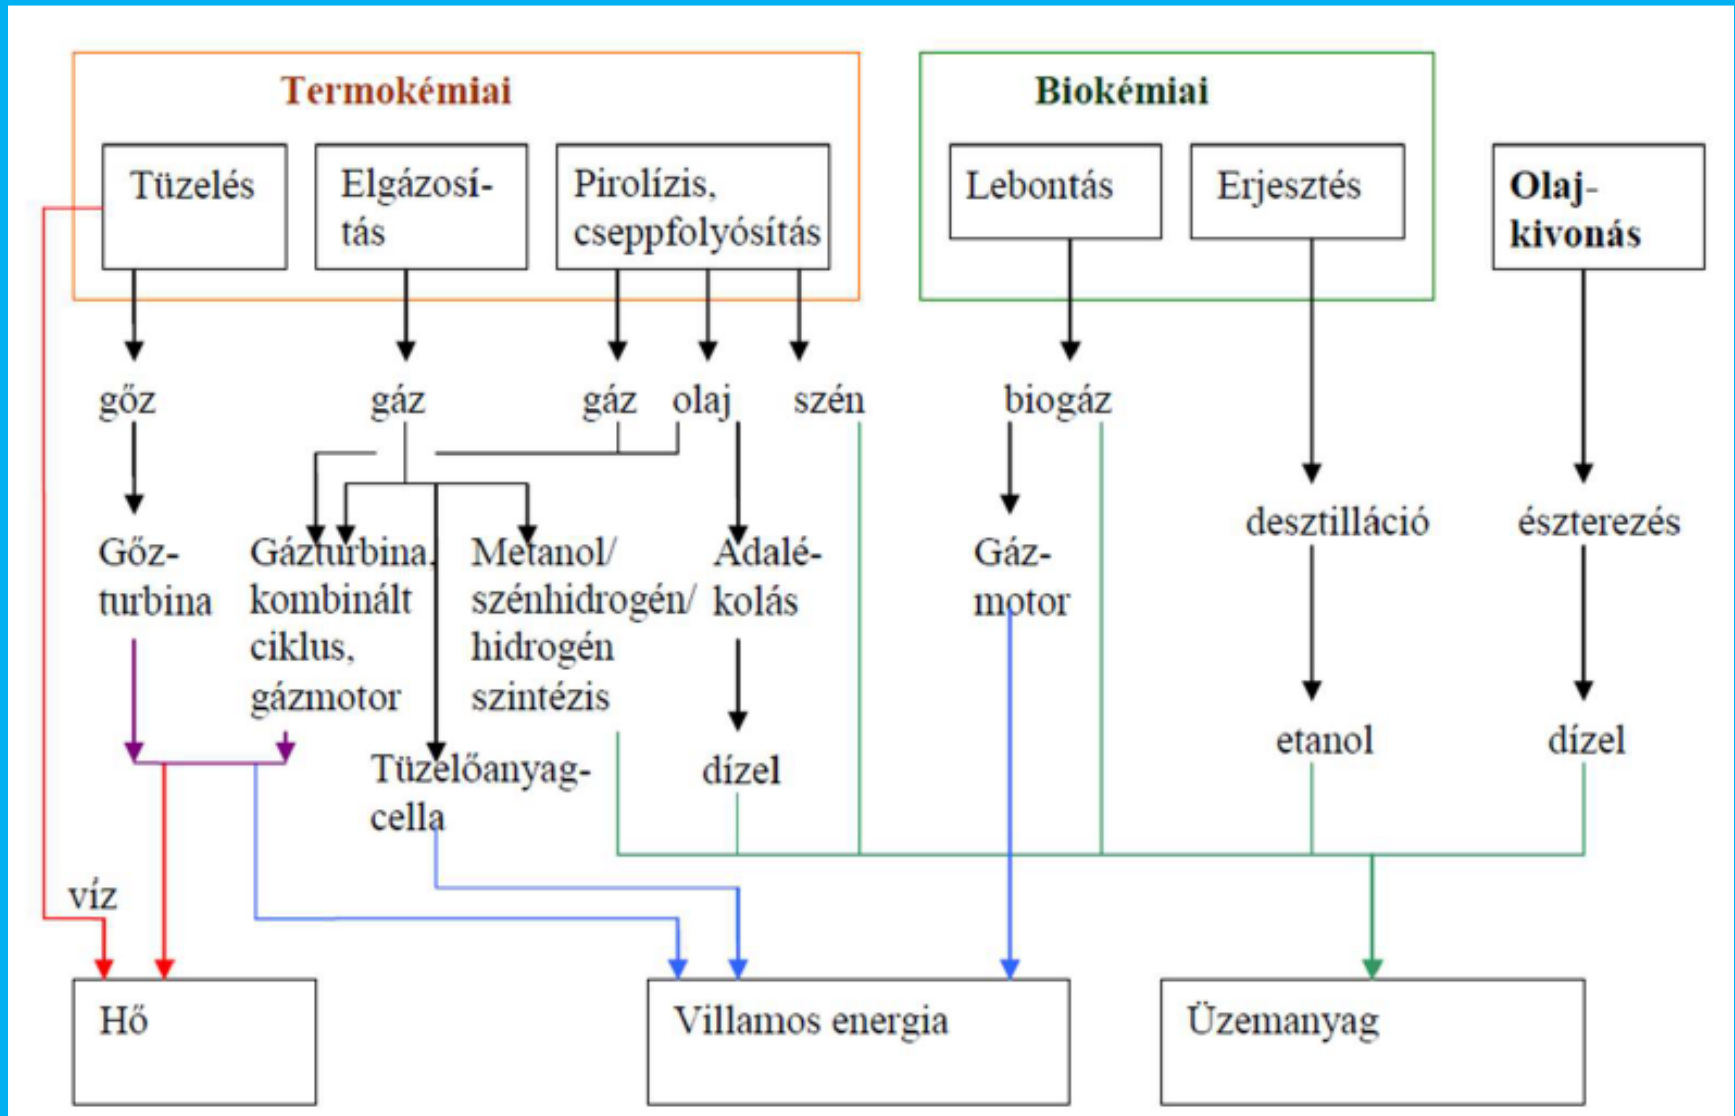 Termokémiai
Biokémiai
Tüzelés
Elgázosí-
tás
Pirolízis,
cseppfolyósítás
Lebontás
Erjesztés
Olaj-
kivonás
gőz
gáz
gáz
olaj
szén
biogáz
desztilláció
észterezés
Gőz-
turbina
Gázturbina,
kombinált
ciklus,
gázmotor
Metanol/
szénhidrogén/
hidrogén
szintézis
Adalé-
kolás
Gáz-
motor
Tüzelőanyag-
cella
dízel
etanol
dízel
víz
Hő
Villamos energia
Üzemanyag